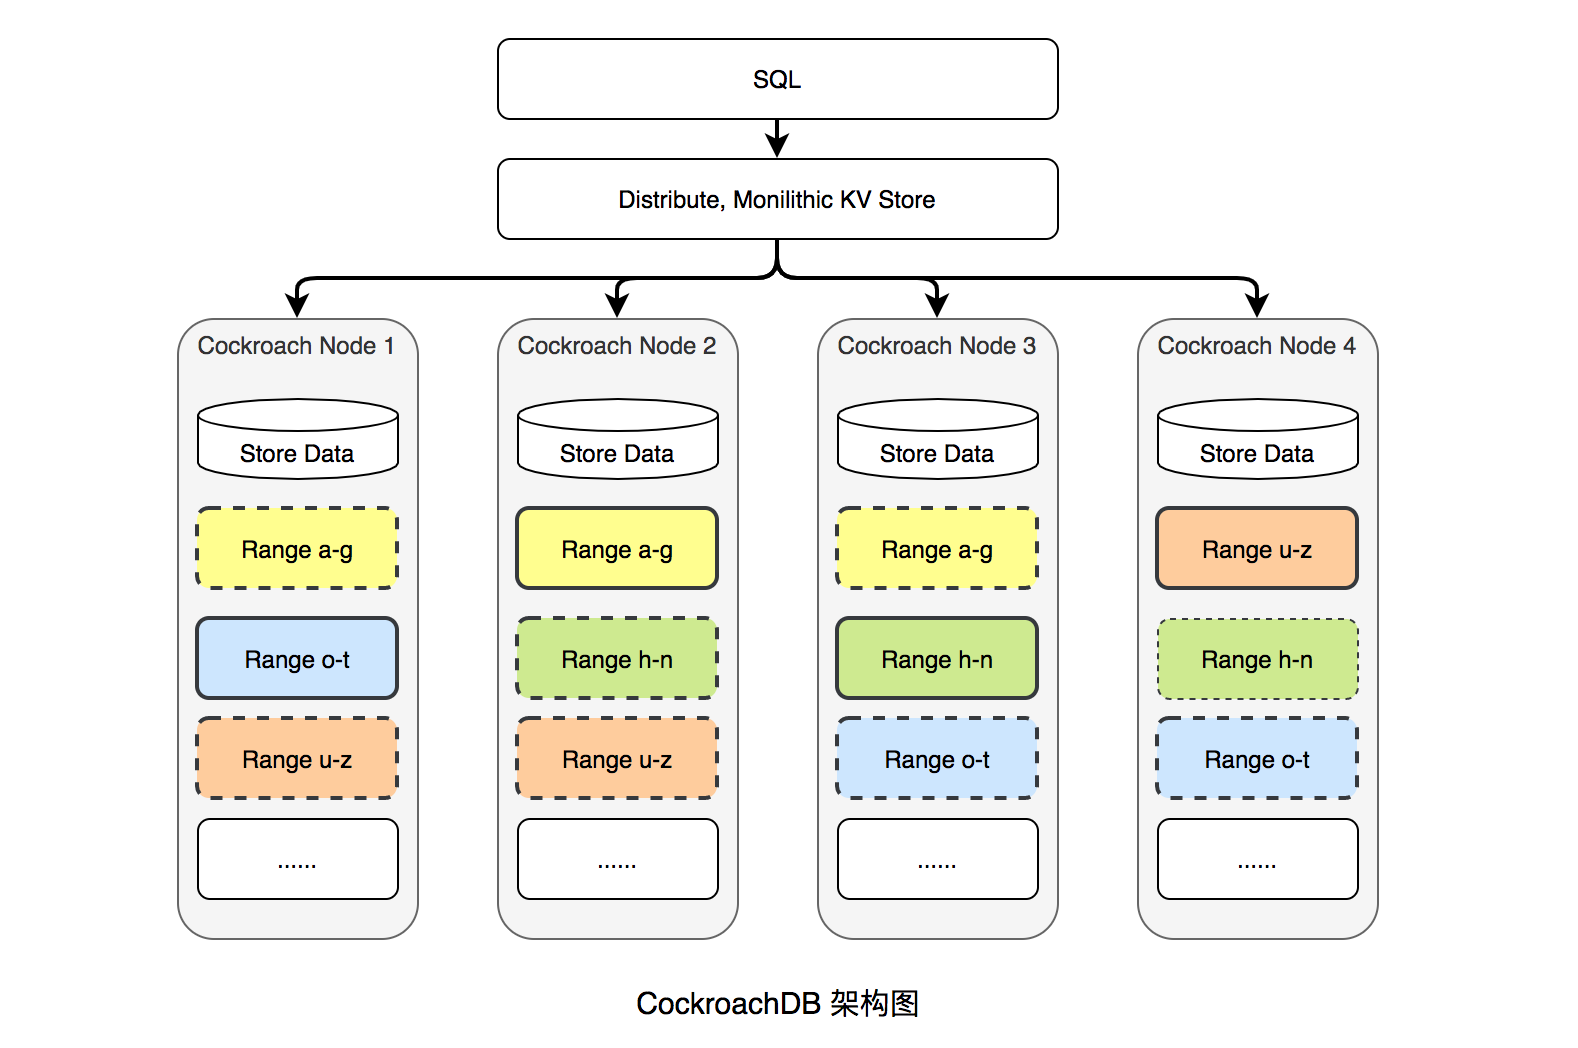 SQL
Distribute, Monilithic KV Store
Cockroach Node 1
Store Data
Range a-g
Range o-t
Range u-z
......
Cockroach Node 2
Store Data
Range a-g
Range h-n
Range u-z
......
Cockroach Node 3
Store Data
Range a-g
Range h-n
Range o-t
......
Cockroach Node 4
Store Data
Range u-z
Range h-n
Range o-t
......
CockroachDB 架构图